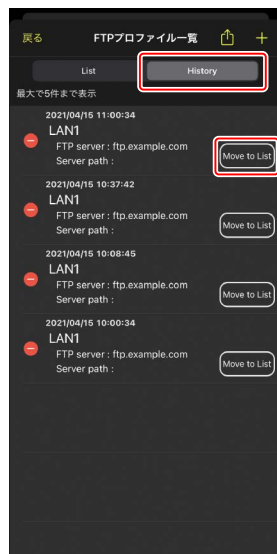 戻る FTPプロファイル一覧
List History
最大で5件まで表示
2021/04/15 11:00:34
LAN1
FTP server : ftp.example.com
Server path :
Move to List
2021/04/15 10:37:42
LAN1
FTP server : ftp.example.com
Server path :
Move to List
2021/04/15 10:08:45
LAN1
FTP server : ftp.example.com
Server path :
Move to List
2021/04/15 10:00:34
LAN1
FTP server : ftp.example.com
Server path :
Move to List